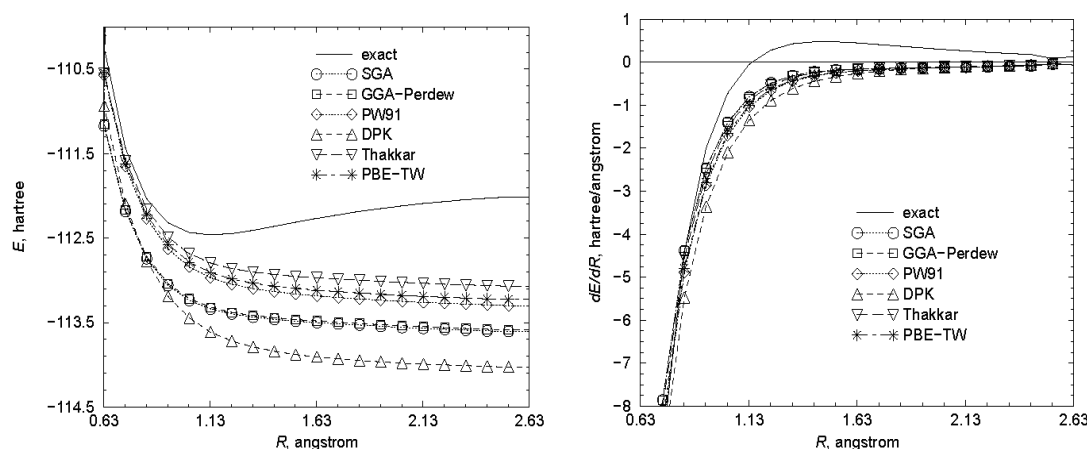 −110.5
−111.5
−112.5
−113.5
−114.5
E, hartree
0.63
1.13
1.63
2.13
2.63
R, angstrom
exact
SGA
GGA−Perdew
PW91
DPK
Thakkar
PBE−TW
1
0
−1
−2
−3
−4
−5
−6
−7
−8
dE/dR, hartree/angstrom
0.63
1.13
1.63
2.13
2.63
R, angstrom
exact
SGA
GGA−Perdew
PW91
DPK
Thakkar
PBE−TW